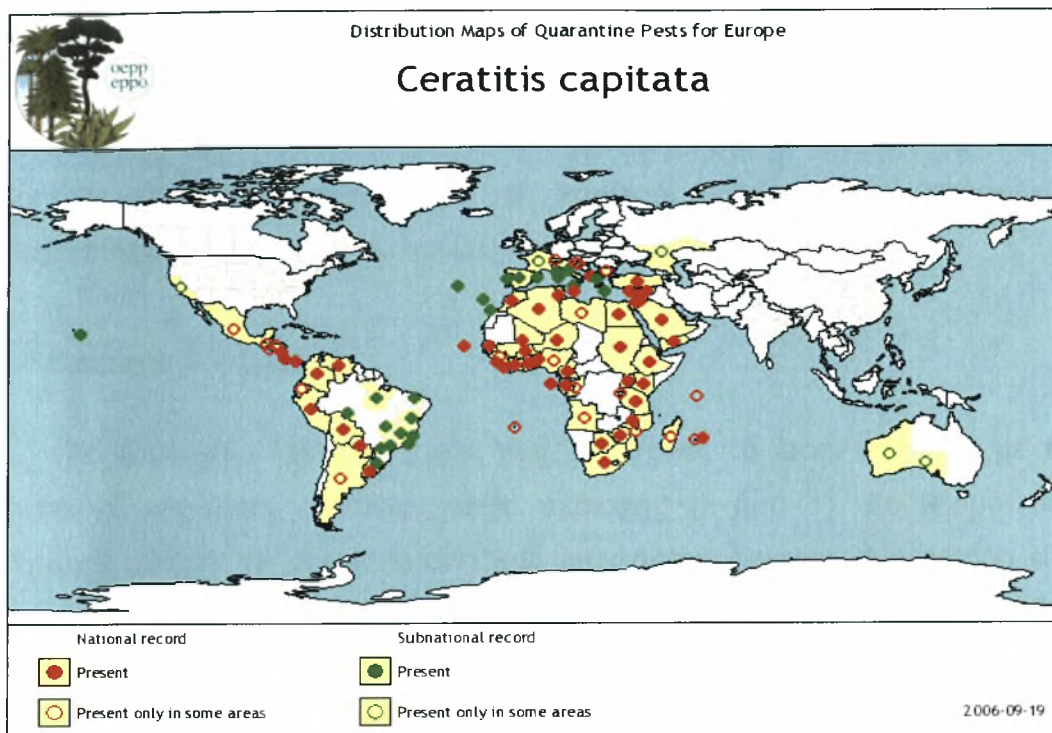 Distribution Maps of Quarantine Pests for Europe
oepp
eppo
Ceratitis capitata
National record
Subnational record
Present
Present
Present only in some areas
Present only in some areas
2006-09-19